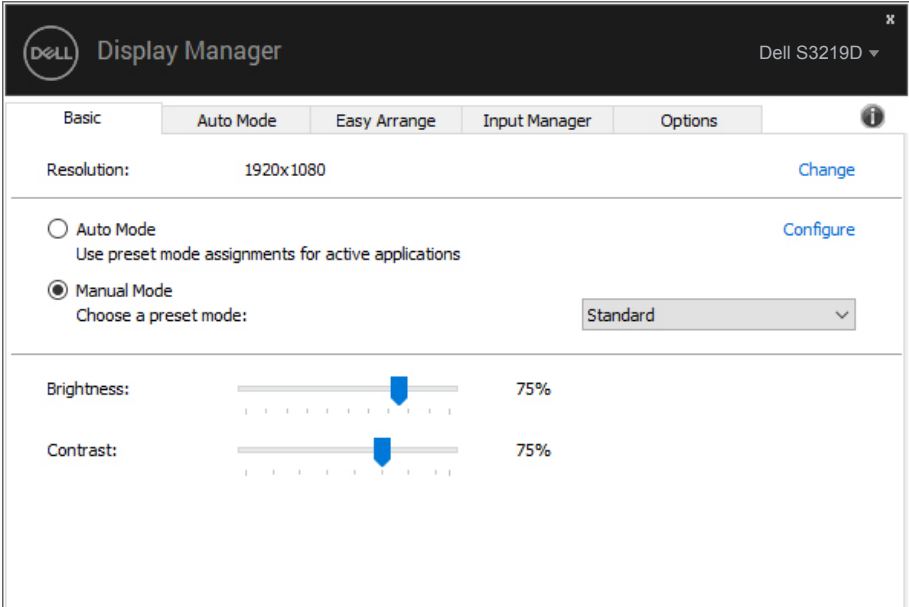 x
DELL Display Manager
Dell S3219D
Basic Auto Mode Easy Arrange Input Manager Options
Resolution: 1920x1080 Change
Auto Mode Configure
Use preset mode assignments for active applications
Manual Mode
Choose a preset mode: Standard
Brightness: 75%
Contrast: 75%